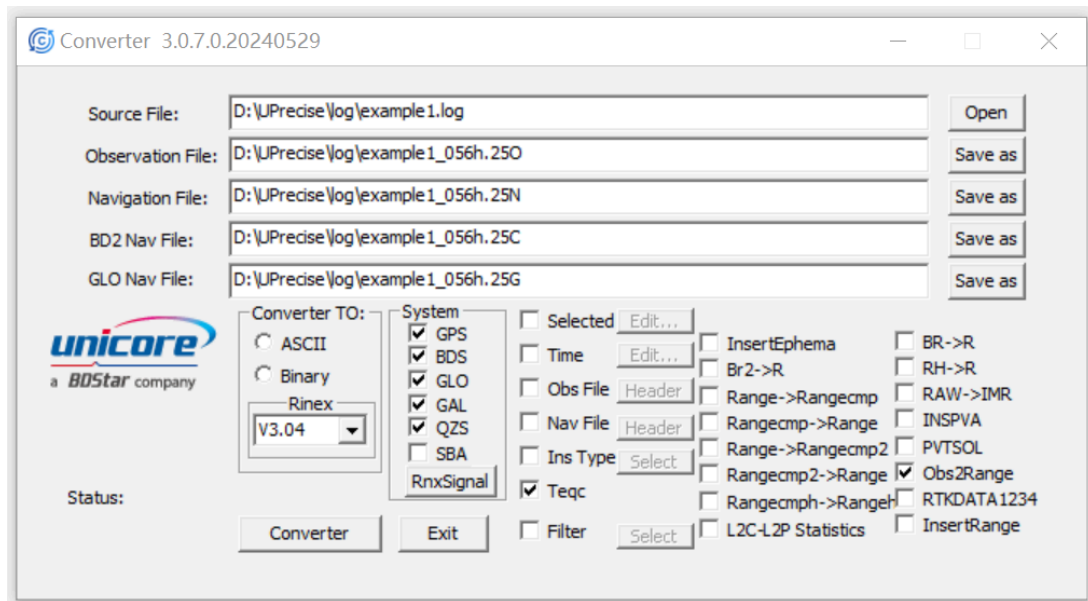 Converter 3.0.7.0.20240529
Source File: D:\UPrecise\log\example1.log Open
Observation File: D:\UPrecise\log\example1_056h.25O Save as
Navigation File: D:\UPrecise\log\example1_056h.25N Save as
BD2 Nav File: D:\UPrecise\log\example1_056h.25C Save as
GLO Nav File: D:\UPrecise\log\example1_056h.25G Save as
unicore
a BDStar company
Status:
Converter TO:
ASCII
Binary
Rinex
V3.04
System
GPS
BDS
GLO
GAL
QZS
SBA
RnxSignal
Converter
Exit
Selected Edit...
Time Edit...
Obs File Header
Nav File Header
Ins Type Select
Teqc
Filter Select
InsertEphema
Br2->R
Range->Rangecmp
Rangecmp->Range
Range->Rangecmp2
Rangecmp2->Range
Rangecmph->Rangeh
L2C-L2P Statistics
BR->R
RH->R
RAW->IMR
INSPVA
PVTSOL
Obs2Range
RTKDATA1234
InsertRange